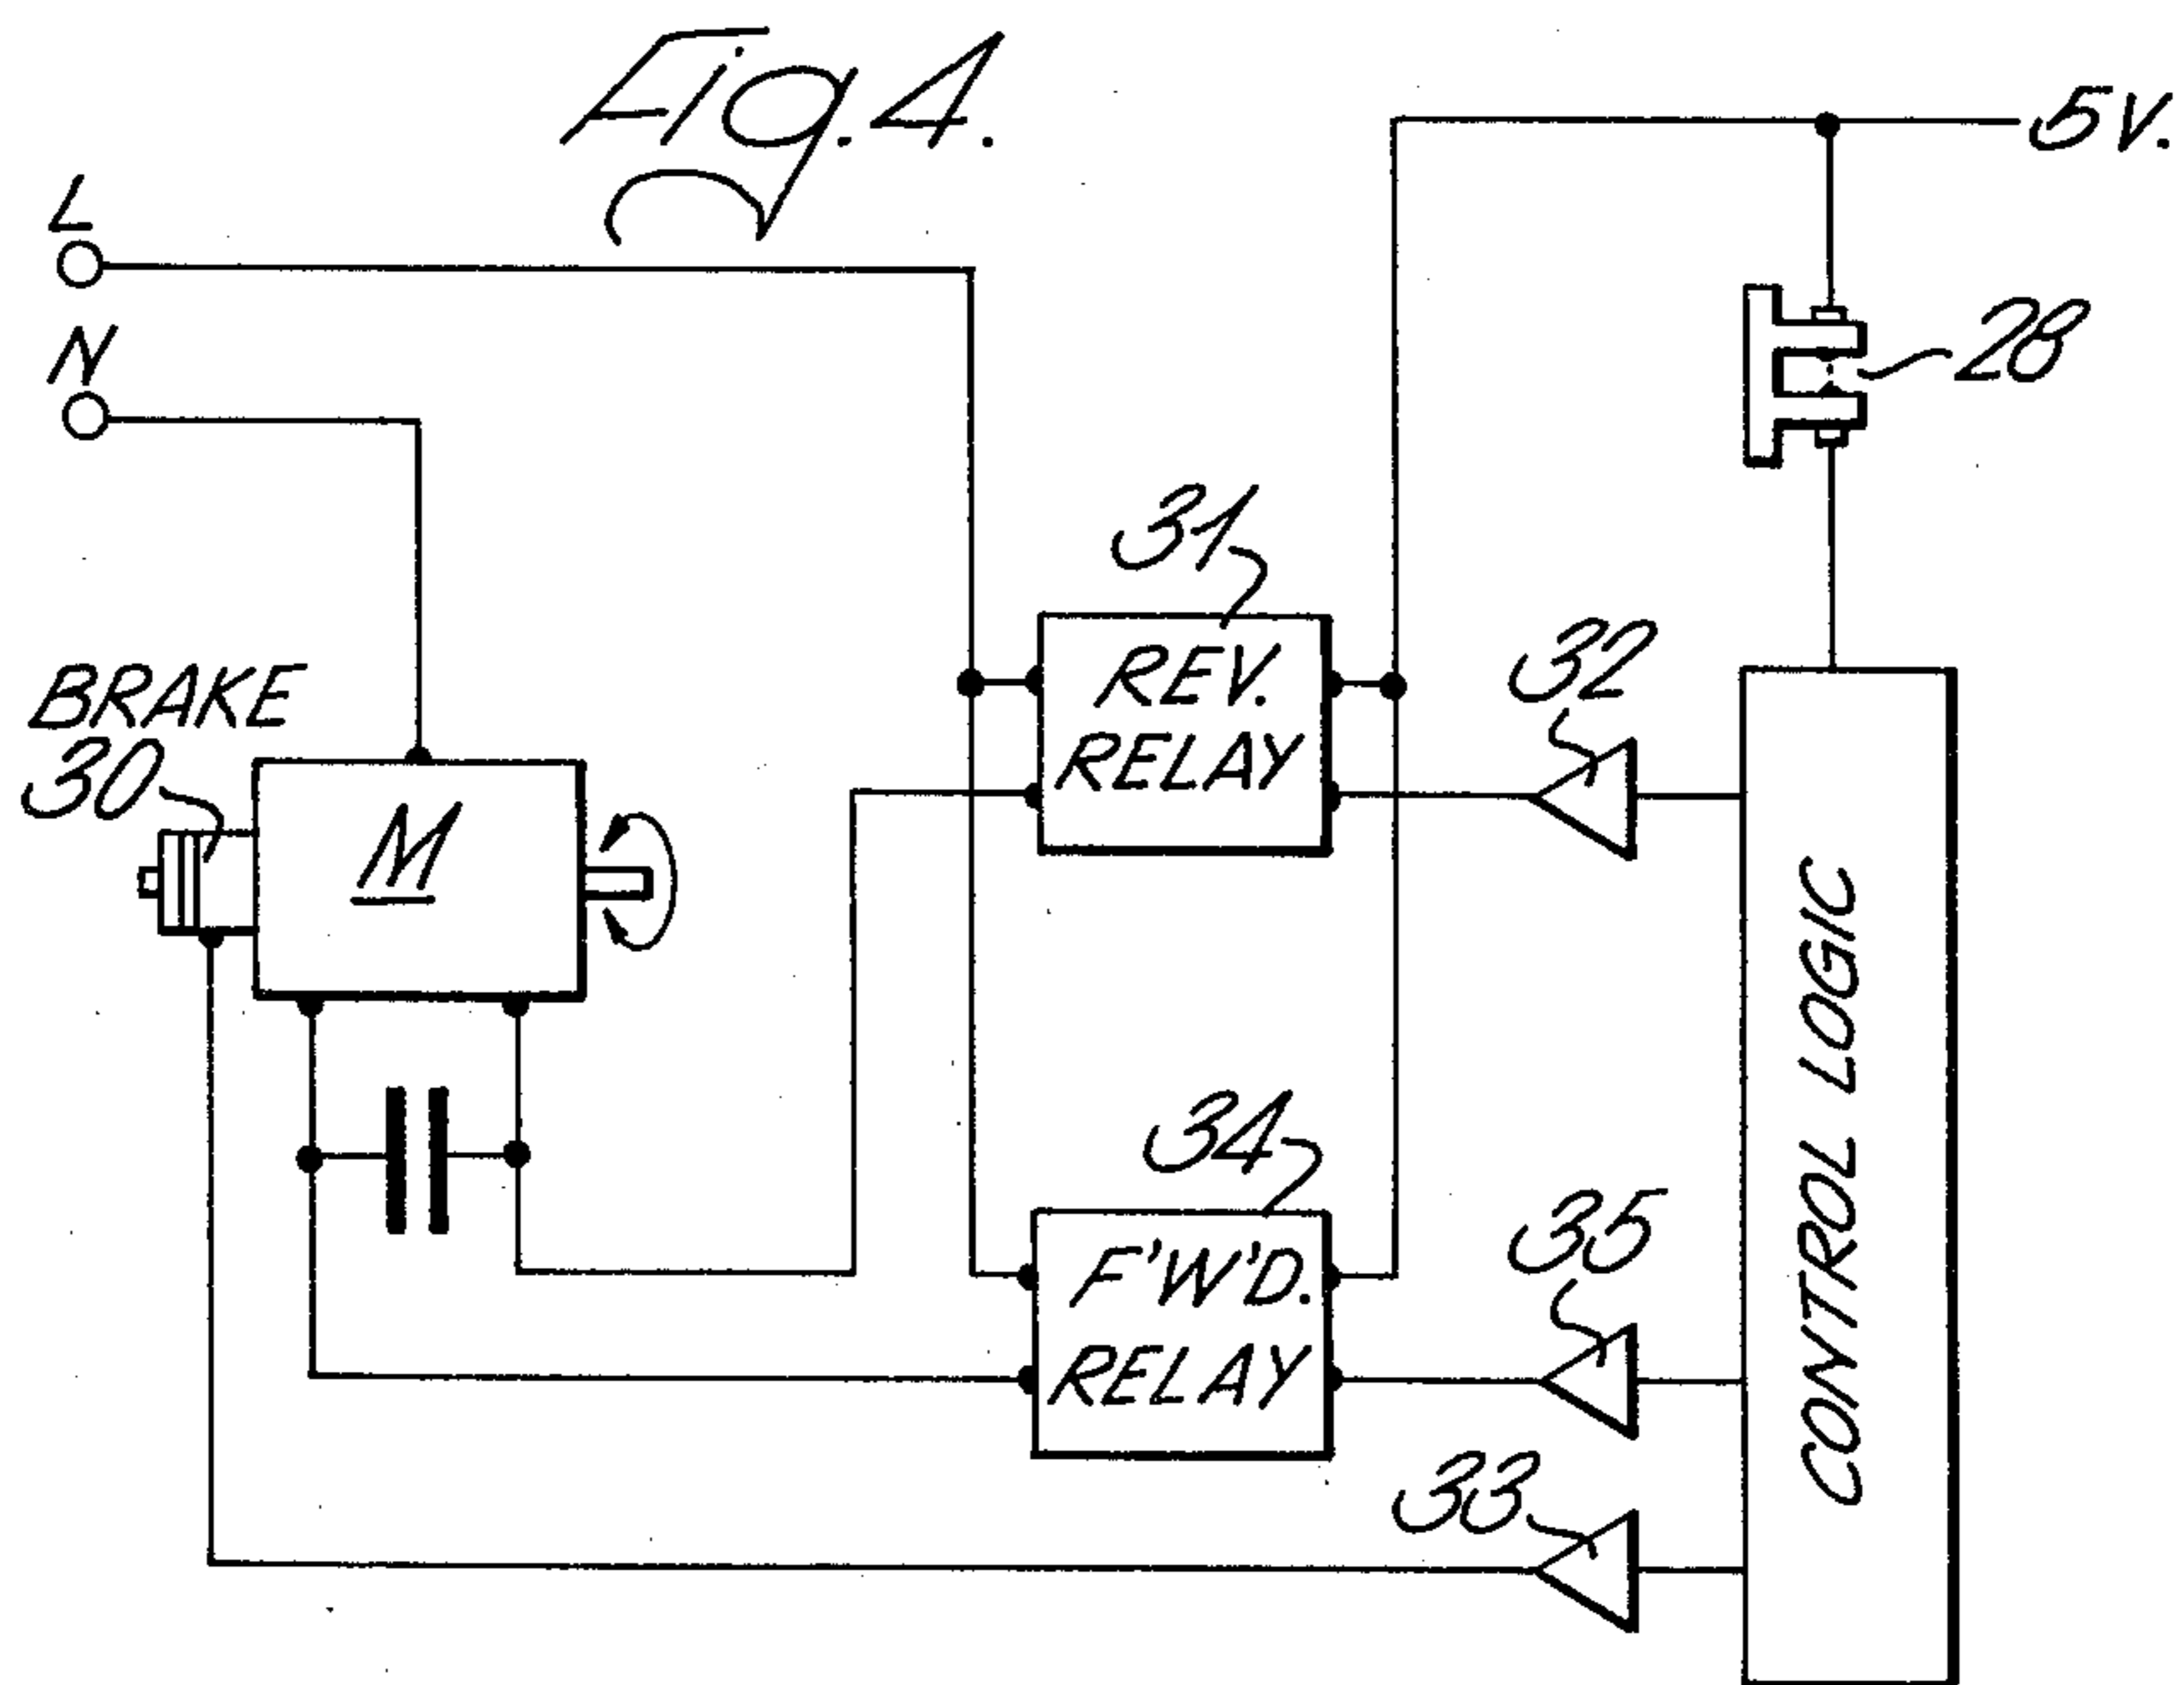 Fig. 4.
5V.
L
N
28
31
REV.
RELAY
32
BRAKE
30
M
CONTROL LOGIC
34
F'W'D.
RELAY
35
33